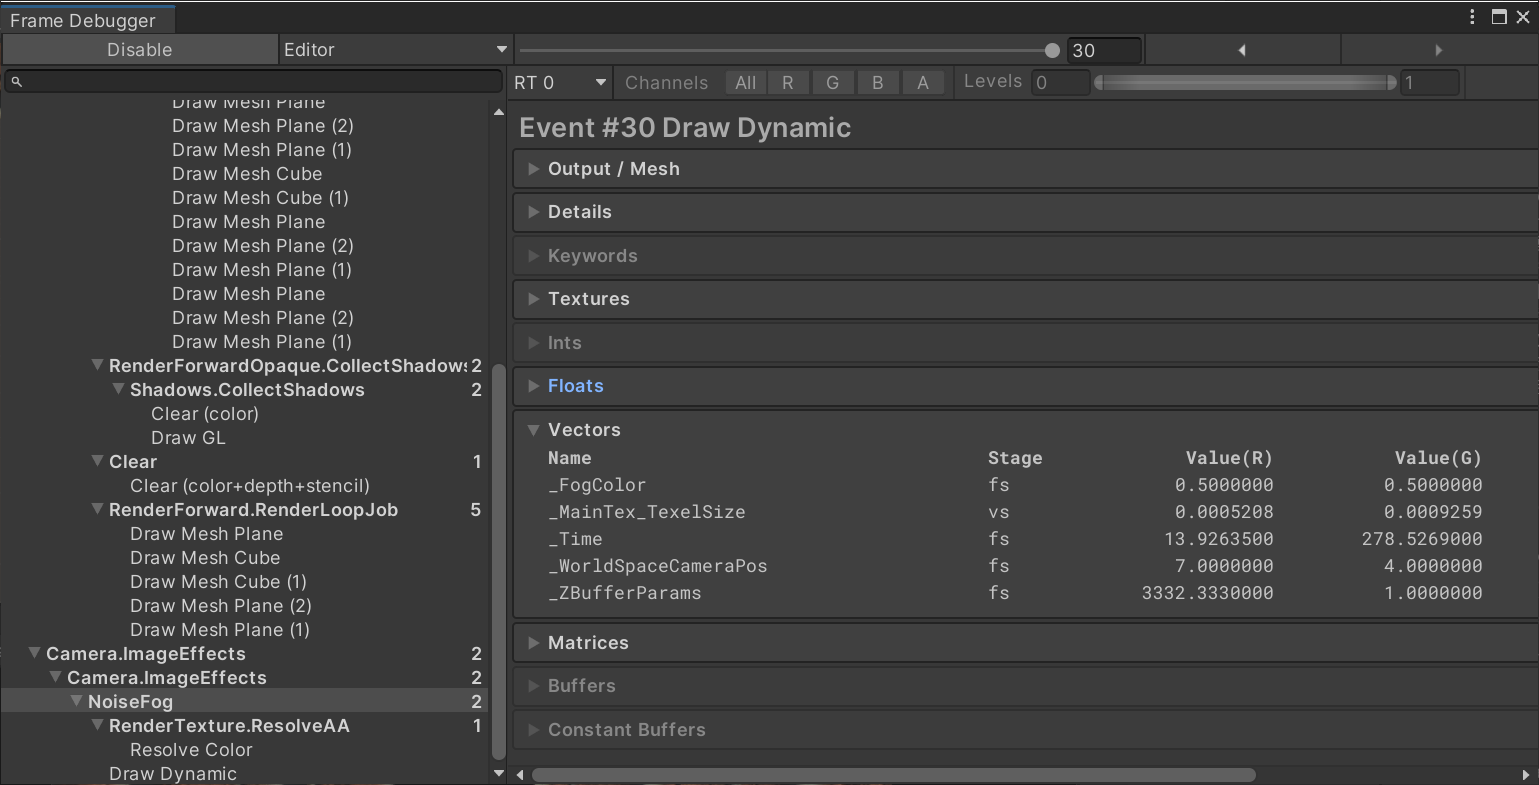 Frame Debugger
Disable
Editor
30
RT 0
Channels
All
R
G
B
A
Levels
0
1
Draw Mesh Plane
Draw Mesh Plane (2)
Draw Mesh Plane (1)
Draw Mesh Cube
Draw Mesh Cube (1)
Draw Mesh Plane
Draw Mesh Plane (2)
Draw Mesh Plane (1)
Draw Mesh Plane
Draw Mesh Plane (2)
Draw Mesh Plane (1)
RenderForwardOpaque.CollectShadows 2
Shadows.CollectShadows 2
Clear (color)
Draw GL
Clear 1
Clear (color+depth+stencil)
RenderForward.RenderLoopJob 5
Draw Mesh Plane
Draw Mesh Cube
Draw Mesh Cube (1)
Draw Mesh Plane (2)
Draw Mesh Plane (1)
Camera.ImageEffects 2
Camera.ImageEffects 2
NoiseFog 2
RenderTexture.ResolveAA 1
Resolve Color
Draw Dynamic
Event #30 Draw Dynamic
Output / Mesh
Details
Keywords
Textures
Ints
Floats
Vectors
Name Stage Value(R) Value(G)
_FogColor fs 0.5000000 0.5000000
_MainTex_TexelSize vs 0.0005208 0.0009259
_Time fs 13.9263500 278.5269000
_WorldSpaceCameraPos fs 7.0000000 4.0000000
_ZBufferParams fs 3332.3330000 1.0000000
Matrices
Buffers
Constant Buffers